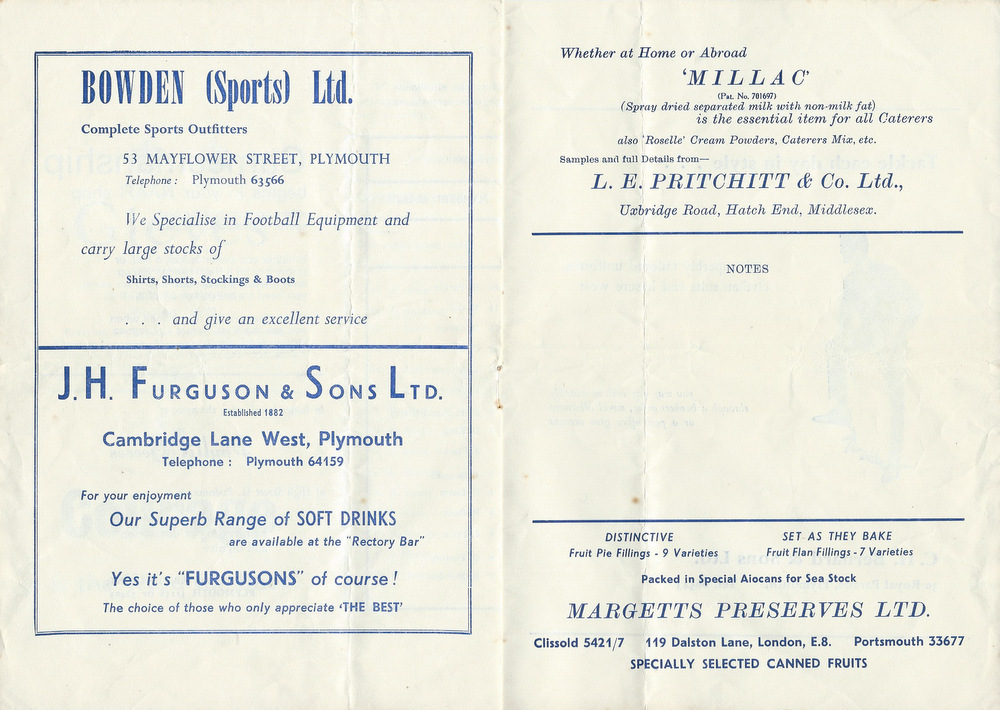 BOWDEN (Sports) Ltd.
Complete Sports Outfitters
53 MAYFLOWER STREET, PLYMOUTH
Telephone : Plymouth 63566
We Specialise in Football Equipment and
carry large stocks of
Shirts, Shorts, Stockings & Boots
. . . and give an excellent service
J. H. FURGUSON & SONS LTD.
Established 1882
Cambridge Lane West, Plymouth
Telephone : Plymouth 64159
For your enjoyment
Our Superb Range of SOFT DRINKS
are available at the "Rectory Bar"
Yes it's "FURGUSONS" of course !
The choice of those who only appreciate 'THE BEST'
Whether at Home or Abroad
'MILLAC'
(Pat. No. 701697)
(Spray dried separated milk with non-milk fat)
is the essential item for all Caterers
also 'Roselle' Cream Powders, Caterers Mix, etc.
Samples and full Details from—
L. E. PRITCHITT & Co. Ltd.,
Uxbridge Road, Hatch End, Middlesex.
NOTES
DISTINCTIVE SET AS THEY BAKE
Fruit Pie Fillings - 9 Varieties Fruit Flan Fillings - 7 Varieties
Packed in Special Aiocans for Sea Stock
MARGETTS PRESERVES LTD.
Clissold 5421/7 119 Dalston Lane, London, E.8. Portsmouth 33677
SPECIALLY SELECTED CANNED FRUITS